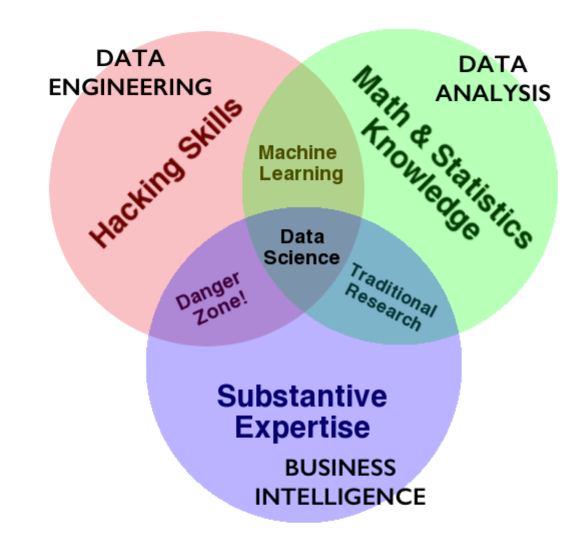 DATA
ENGINEERING
DATA
ANALYSIS
Hacking Skills
Math & Statistics
Knowledge
Machine
Learning
Data
Science
Danger
Zone!
Traditional
Research
Substantive
Expertise
BUSINESS
INTELLIGENCE